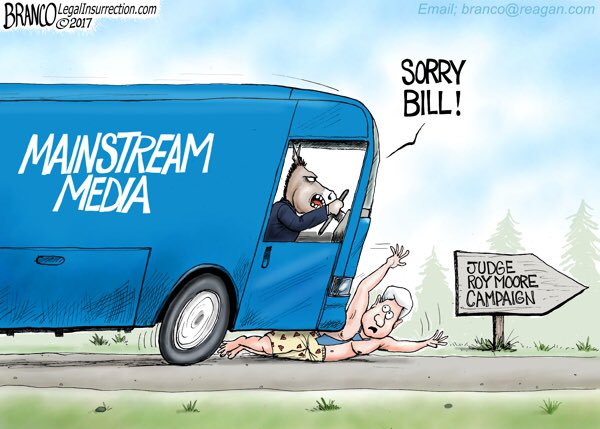 BRANCO LegalInsurrection.com
©2017
Email; branco@reagan.com
SORRY
BILL!
MAINSTREAM
MEDIA
JUDGE
ROY MOORE
CAMPAIGN